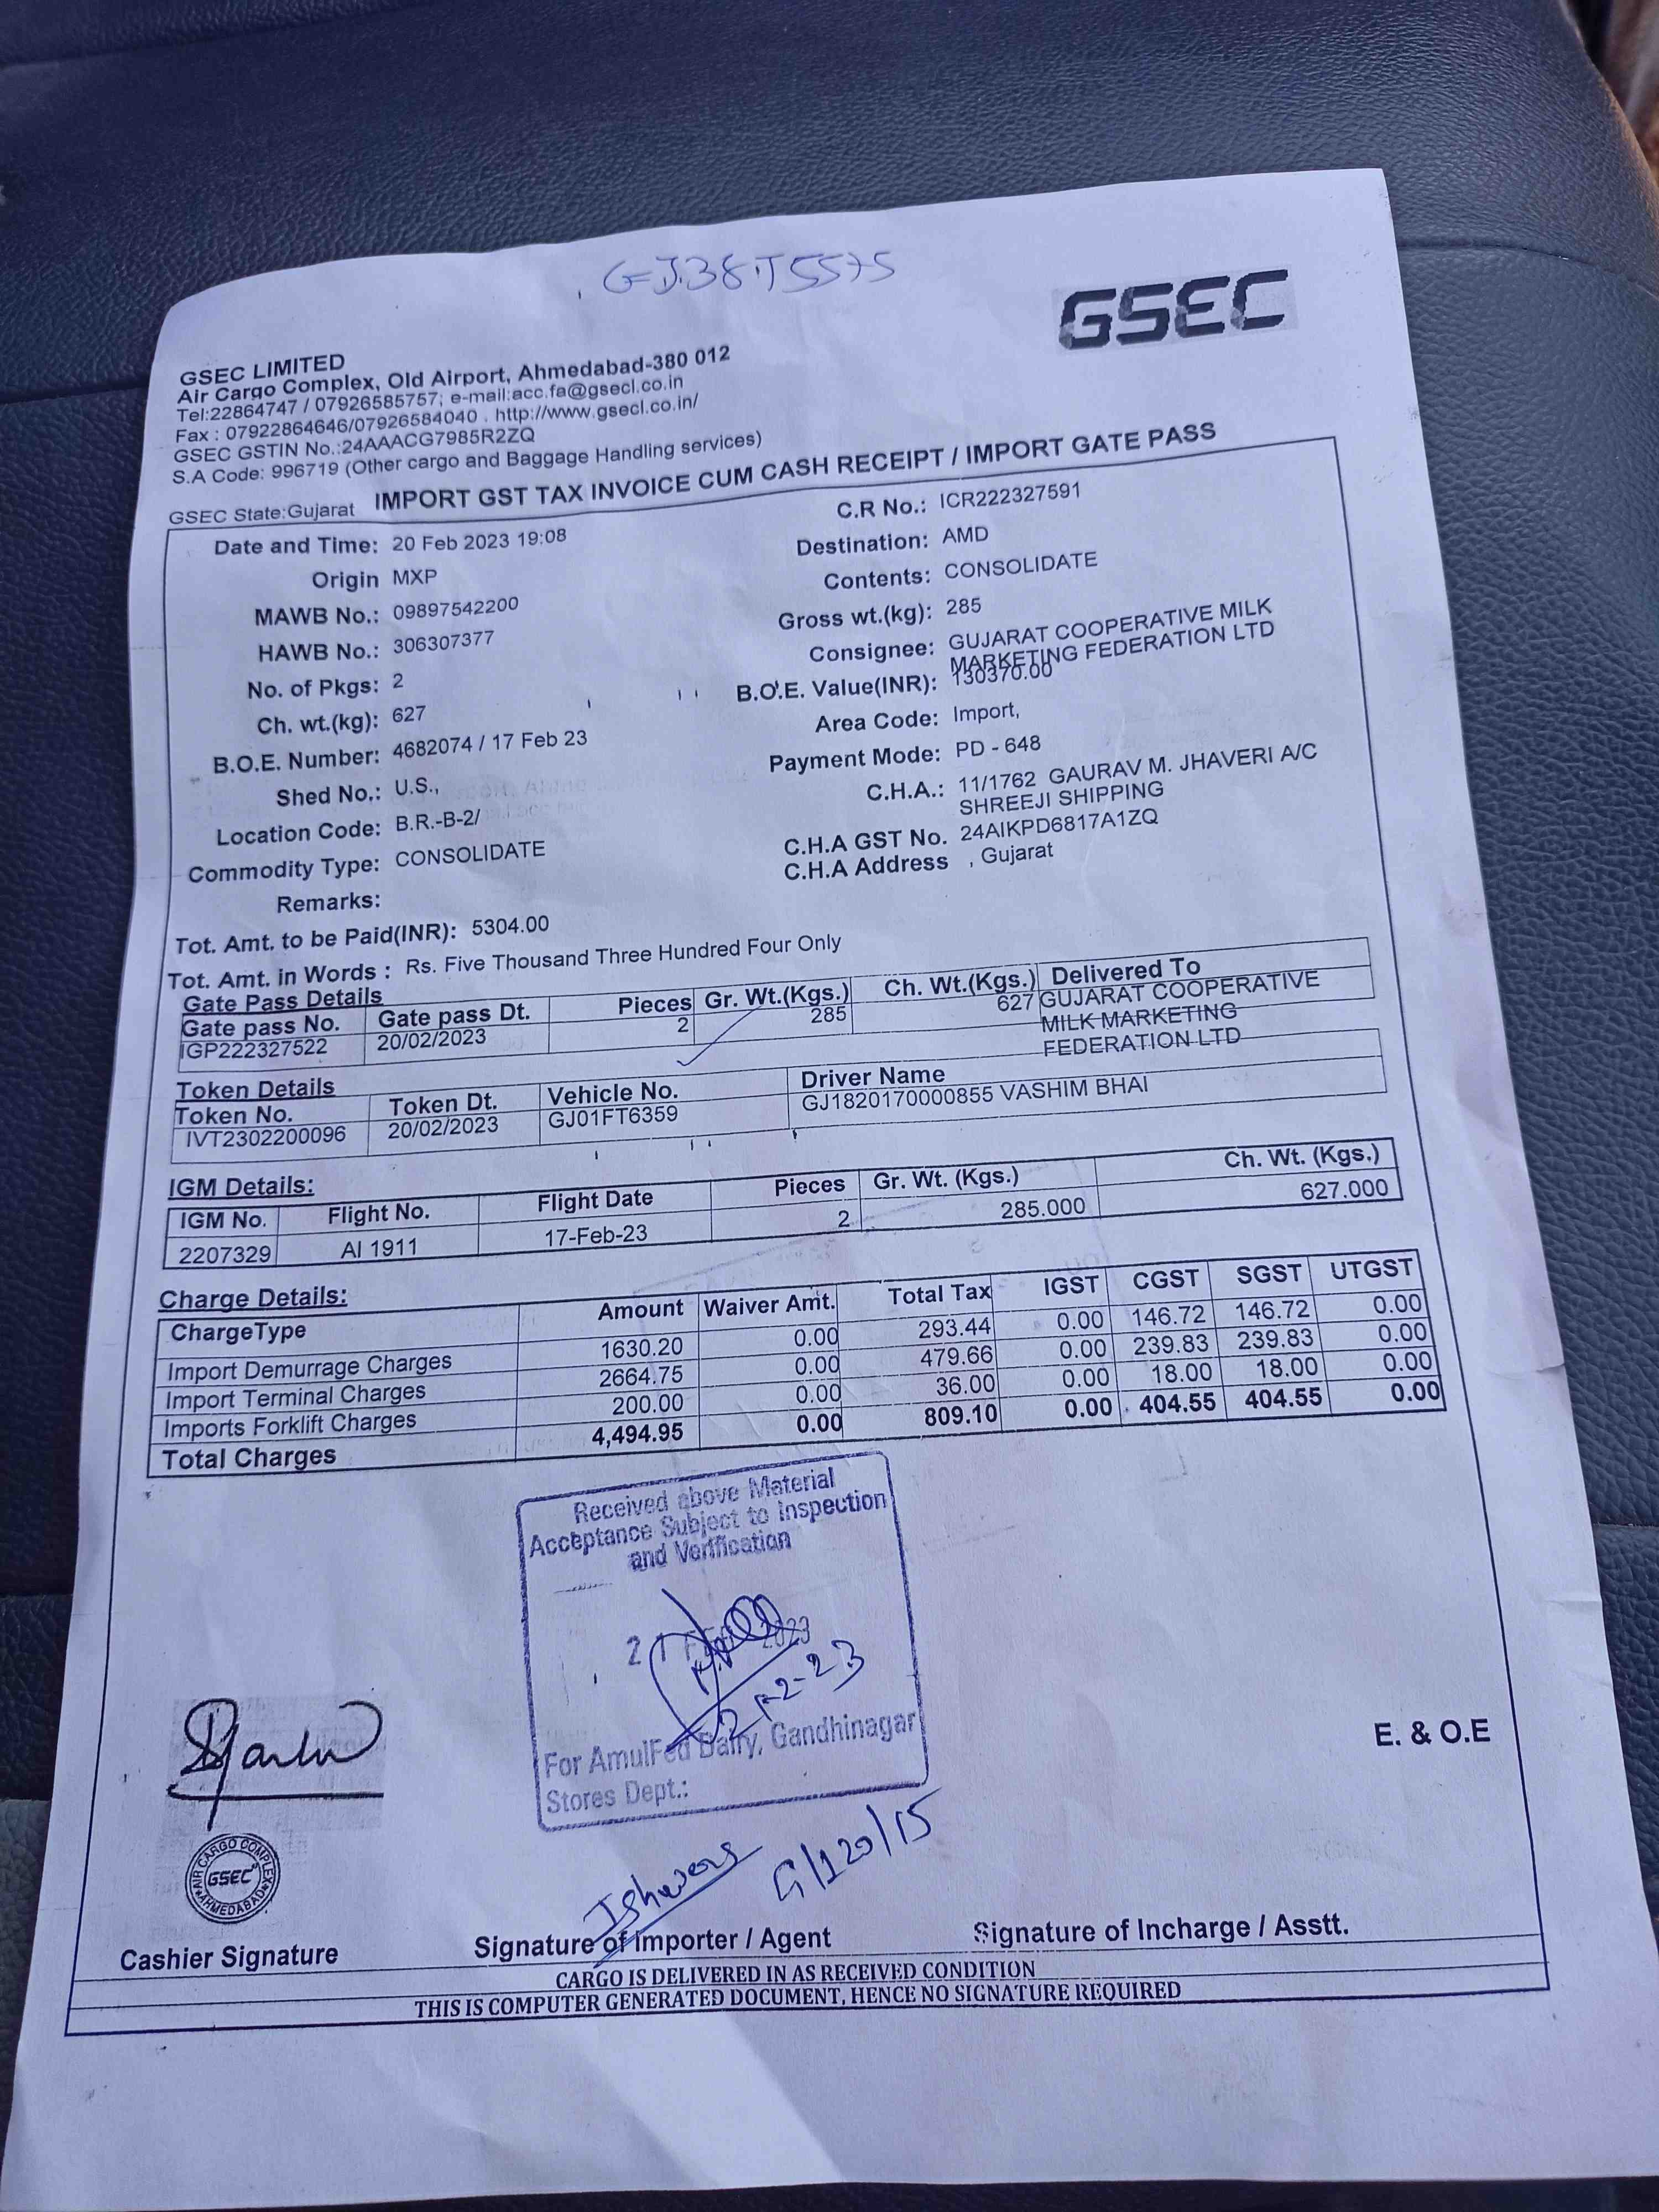 GJ.38.T5575
GSEC
GSEC LIMITED
Air Cargo Complex, Old Airport, Ahmedabad-380 012
Tel:22864747 / 07926585757; e-mail:acc.fa@gsecl.co.in
Fax : 07922864646/07926584040 . http://www.gsecl.co.in/
GSEC GSTIN No.:24AAACG7985R2ZQ
S.A Code: 996719 (Other cargo and Baggage Handling services)
GSEC State:Gujarat IMPORT GST TAX INVOICE CUM CASH RECEIPT / IMPORT GATE PASS
Date and Time: 20 Feb 2023 19:08 C.R No.: ICR222327591
Origin MXP Destination: AMD
MAWB No.: 09897542200 Contents: CONSOLIDATE
HAWB No.: 306307377 Gross wt.(kg): 285
No. of Pkgs: 2 Consignee: GUJARAT COOPERATIVE MILK
MARKETING FEDERATION LTD
Ch. wt.(kg): 627 B.O.E. Value(INR): 130370.00
B.O.E. Number: 4682074 / 17 Feb 23 Area Code: Import,
Shed No.: U.S., Payment Mode: PD - 648
Location Code: B.R.-B-2/ C.H.A.: 11/1762 GAURAV M. JHAVERI A/C
SHREEJI SHIPPING
Commodity Type: CONSOLIDATE C.H.A GST No. 24AIKPD6817A1ZQ
Remarks: C.H.A Address , Gujarat
Tot. Amt. to be Paid(INR): 5304.00
Tot. Amt. in Words : Rs. Five Thousand Three Hundred Four Only
Gate Pass Details
Gate pass No. Gate pass Dt. Pieces Gr. Wt.(Kgs.) Ch. Wt.(Kgs.) Delivered To
IGP222327522 20/02/2023 2 285 627 GUJARAT COOPERATIVE
MILK MARKETING
FEDERATION LTD
Token Details
Token No. Token Dt. Vehicle No. Driver Name
IVT2302200096 20/02/2023 GJ01FT6359 GJ1820170000855 VASHIM BHAI
IGM Details:
IGM No. Flight No. Flight Date Pieces Gr. Wt. (Kgs.) Ch. Wt. (Kgs.)
2207329 AI 1911 17-Feb-23 2 285.000 627.000
Charge Details:
ChargeType Amount Waiver Amt. Total Tax IGST CGST SGST UTGST
Import Demurrage Charges 1630.20 0.00 293.44 0.00 146.72 146.72 0.00
Import Terminal Charges 2664.75 0.00 479.66 0.00 239.83 239.83 0.00
Imports Forklift Charges 200.00 0.00 36.00 0.00 18.00 18.00 0.00
Total Charges 4,494.95 0.00 809.10 0.00 404.55 404.55 0.00
Received above Material
Acceptance Subject to Inspection
and Verification
21 FEB 2023
21-2-23
For AmulFed Dairy, Gandhinagar
Stores Dept.:
E. & O.E
G/120/15
AIR CARGO COMPLEX
GSEC
AHMEDABAD
Cashier Signature Signature of Importer / Agent Signature of Incharge / Asstt.
CARGO IS DELIVERED IN AS RECEIVED CONDITION
THIS IS COMPUTER GENERATED DOCUMENT, HENCE NO SIGNATURE REQUIRED